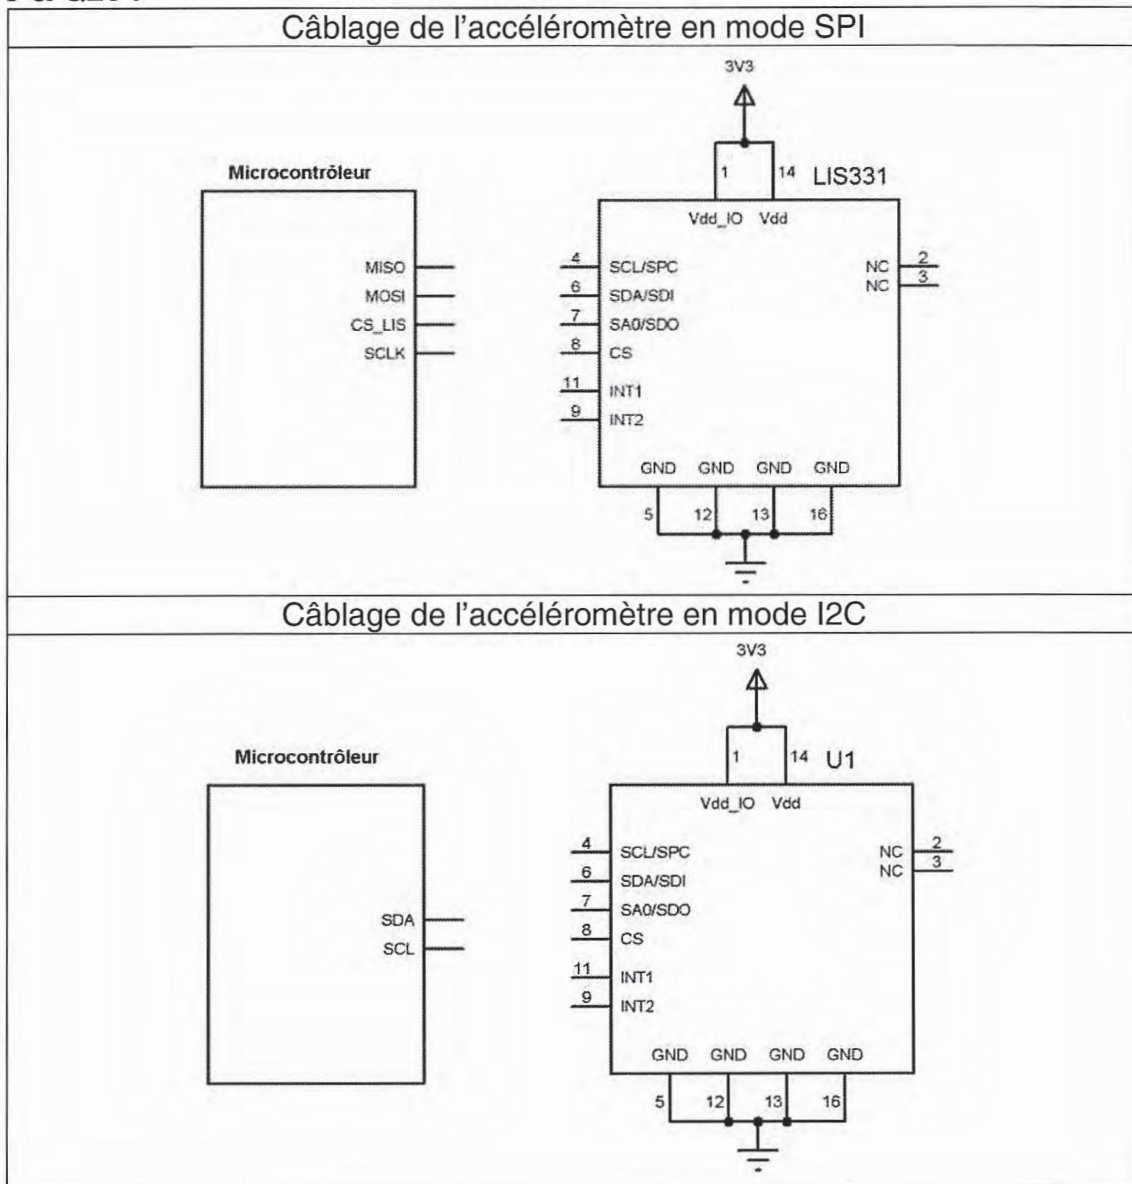 Câblage de l'accéléromètre en mode SPI
3V3
Microcontrôleur
1 14 LIS331
Vdd_IO Vdd
MISO
MOSI
CS_LIS
SCLK
4 SCL/SPC
6 SDA/SDI
7 SA0/SDO
8 CS
11 INT1
9 INT2
NC 2
NC 3
GND GND GND GND
5 12 13 16
Câblage de l'accéléromètre en mode I2C
3V3
Microcontrôleur
1 14 U1
Vdd_IO Vdd
SDA
SCL
4 SCL/SPC
6 SDA/SDI
7 SA0/SDO
8 CS
11 INT1
9 INT2
NC 2
NC 3
GND GND GND GND
5 12 13 16